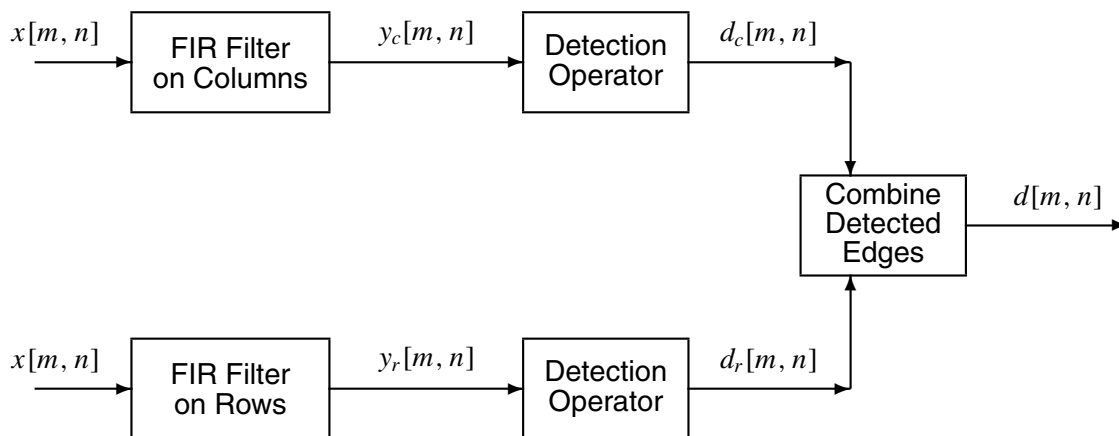 x[m, n]
FIR Filter
on Columns
y_c[m, n]
Detection
Operator
d_c[m, n]
Combine
Detected
Edges
d[m, n]
x[m, n]
FIR Filter
on Rows
y_r[m, n]
Detection
Operator
d_r[m, n]